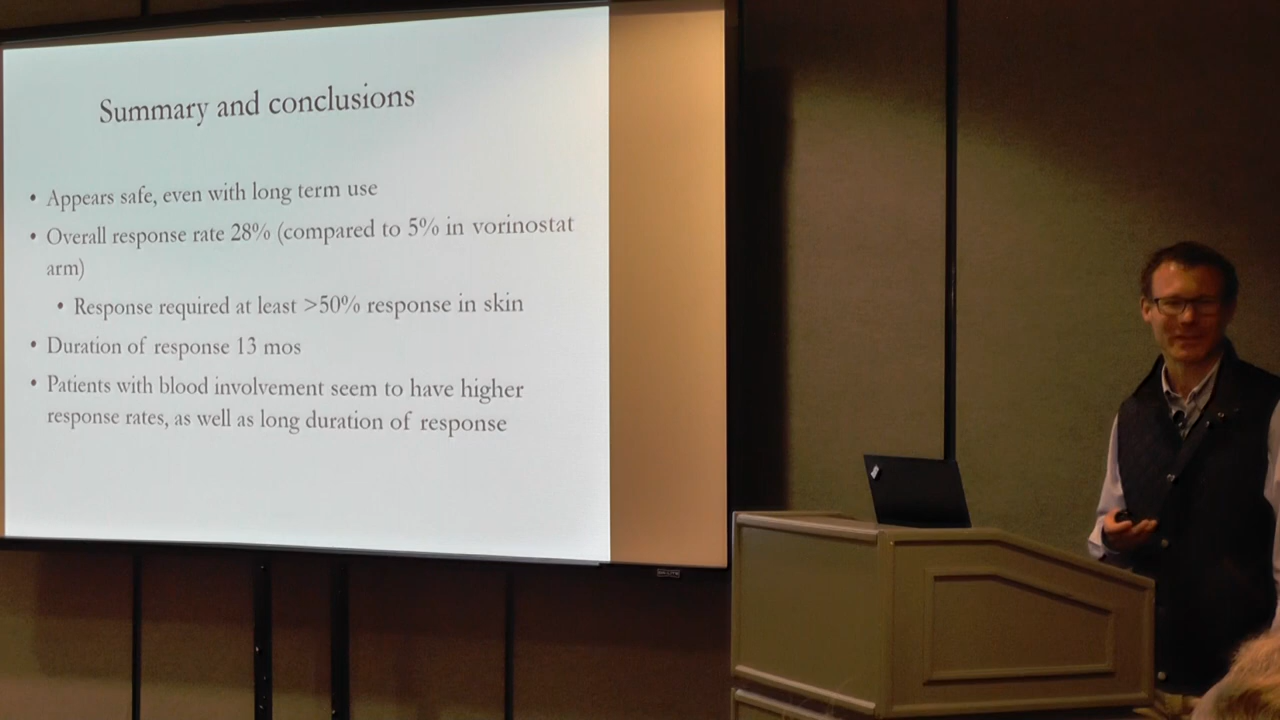 Summary and conclusions
• Appears safe, even with long term use
• Overall response rate 28% (compared to 5% in vorinostat
arm)
• Response required at least >50% response in skin
• Duration of response 13 mos
• Patients with blood involvement seem to have higher
response rates, as well as long duration of response